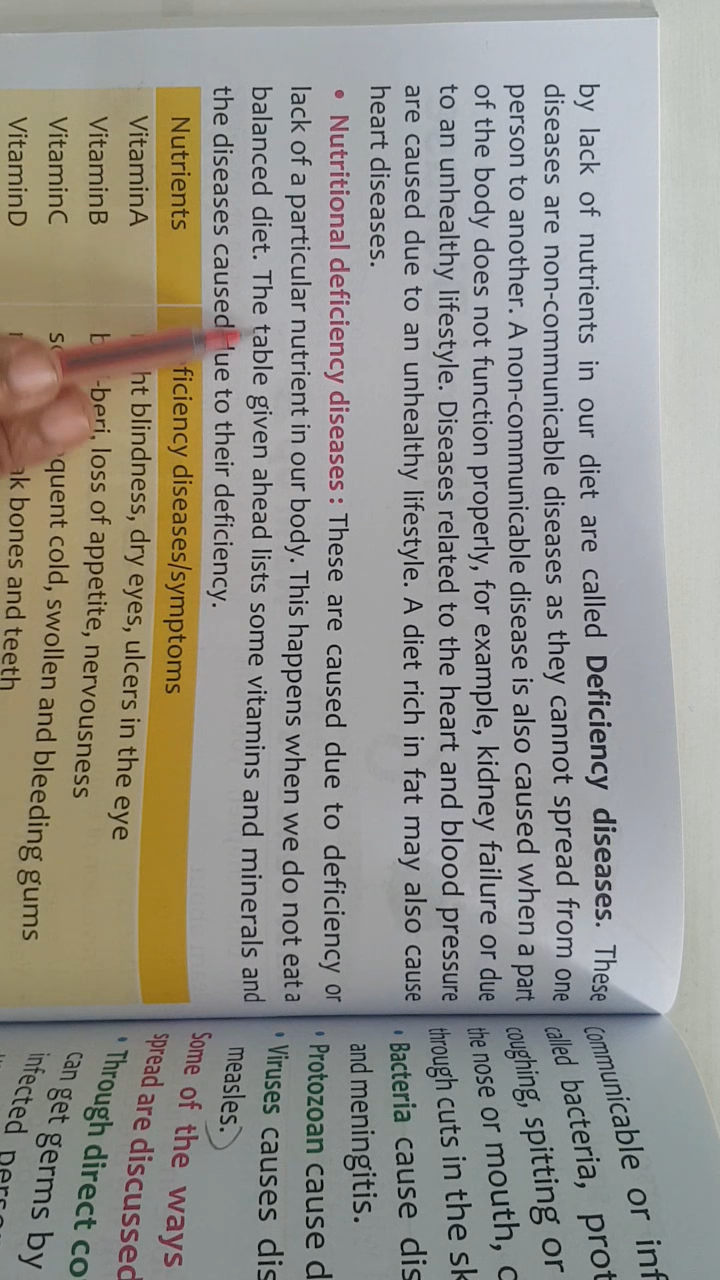 by lack of nutrients in our diet are called Deficiency diseases. These
diseases are non-communicable diseases as they cannot spread from one
person to another. A non-communicable disease is also caused when a part
of the body does not function properly, for example, kidney failure or due
to an unhealthy lifestyle. Diseases related to the heart and blood pressure
are caused due to an unhealthy lifestyle. A diet rich in fat may also cause
heart diseases.
• Nutritional deficiency diseases : These are caused due to deficiency or
lack of a particular nutrient in our body. This happens when we do not eat a
balanced diet. The table given ahead lists some vitamins and minerals and
the diseases caused due to their deficiency.
Nutrients ficiency diseases/symptoms
VitaminA ht blindness, dry eyes, ulcers in the eye
VitaminB -beri, loss of appetite, nervousness
VitaminC quent cold, swollen and bleeding gums
VitaminD bones and teeth
Communicable or
called bacteria,
coughing, spitting or
the nose or mouth,
through cuts in the
• Bacteria cause
and meningitis.
• Protozoan cause
• Viruses causes
measles.
Some of the ways
spread are discussed
• Through direct
can get germs by
infected